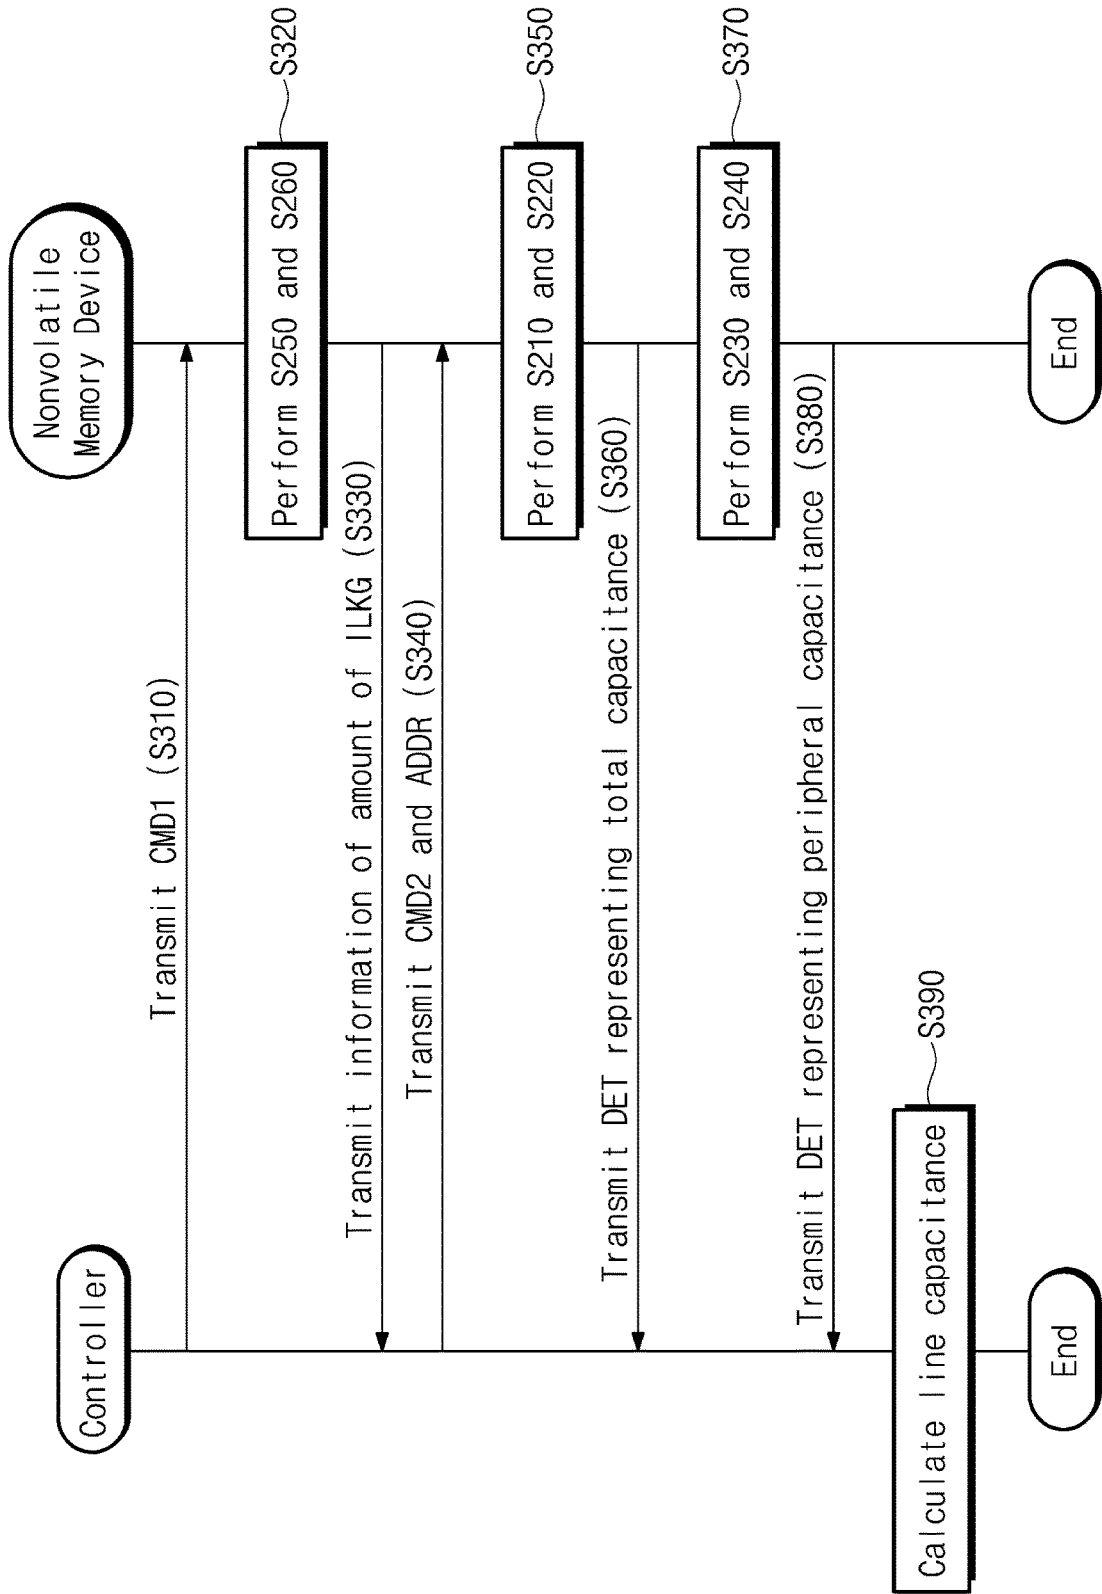 Controller
Nonvolatile
Memory Device
Transmit CMD1 (S310)
Perform S250 and S260
S320
Transmit information of amount of ILKG (S330)
Transmit CMD2 and ADDR (S340)
Perform S210 and S220
S350
Transmit DET representing total capacitance (S360)
Perform S230 and S240
S370
Transmit DET representing peripheral capacitance (S380)
Calculate line capacitance
S390
End
End